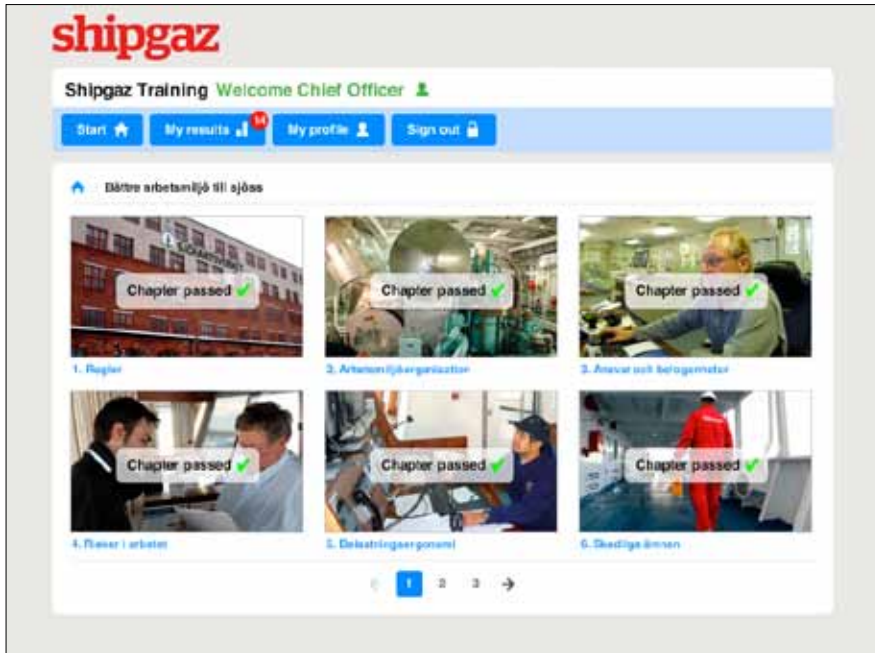 shipgaz
Shipgaz Training Welcome Chief Officer
Start My results 14 My profile Sign out
Bättre arbetsmiljö till sjöss
SJÖFARTSVERKET
Chapter passed Chapter passed Chapter passed
1. Regler 2. Arbetsmiljöorganisation 3. Ansvar och befogenheter
Chapter passed Chapter passed Chapter passed
4. Risker i arbetet 5. Belastningsergonomi 6. Skadliga ämnen
1 2 3